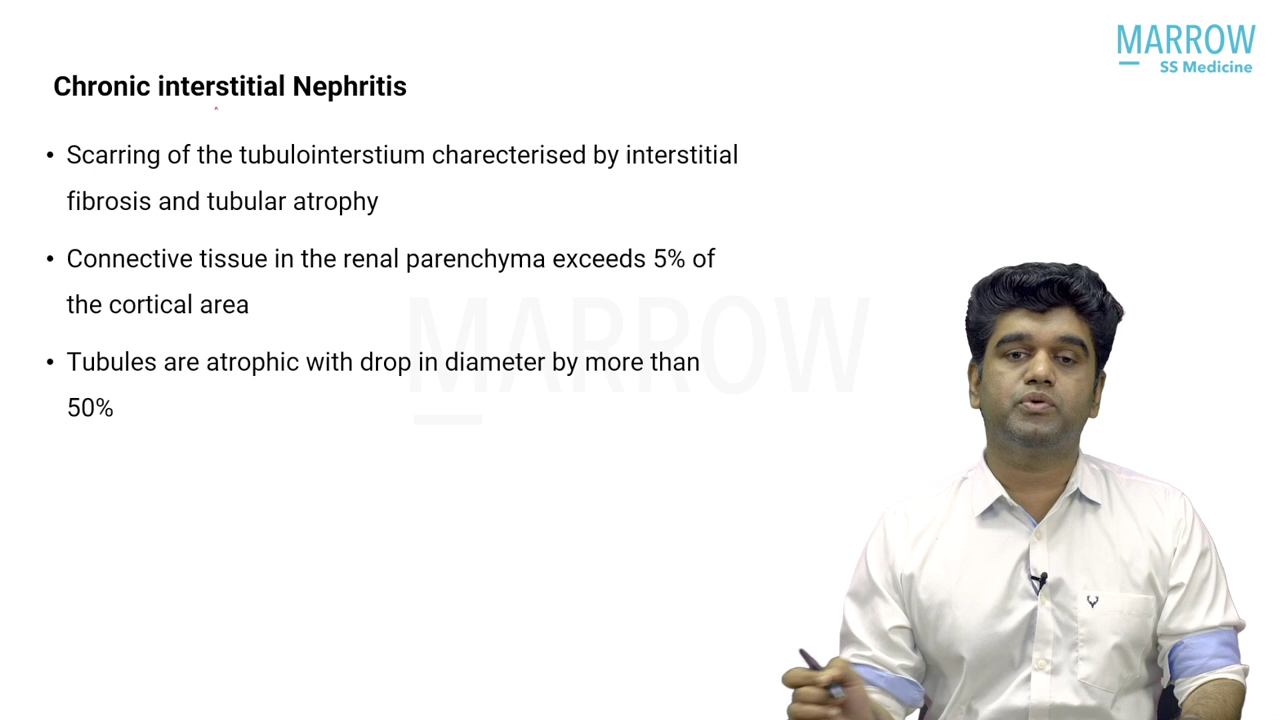 MARROW
SS Medicine
Chronic interstitial Nephritis
• Scarring of the tubulointerstium charecterised by interstitial
fibrosis and tubular atrophy
• Connective tissue in the renal parenchyma exceeds 5% of
the cortical area
• Tubules are atrophic with drop in diameter by more than
50%
MARROW